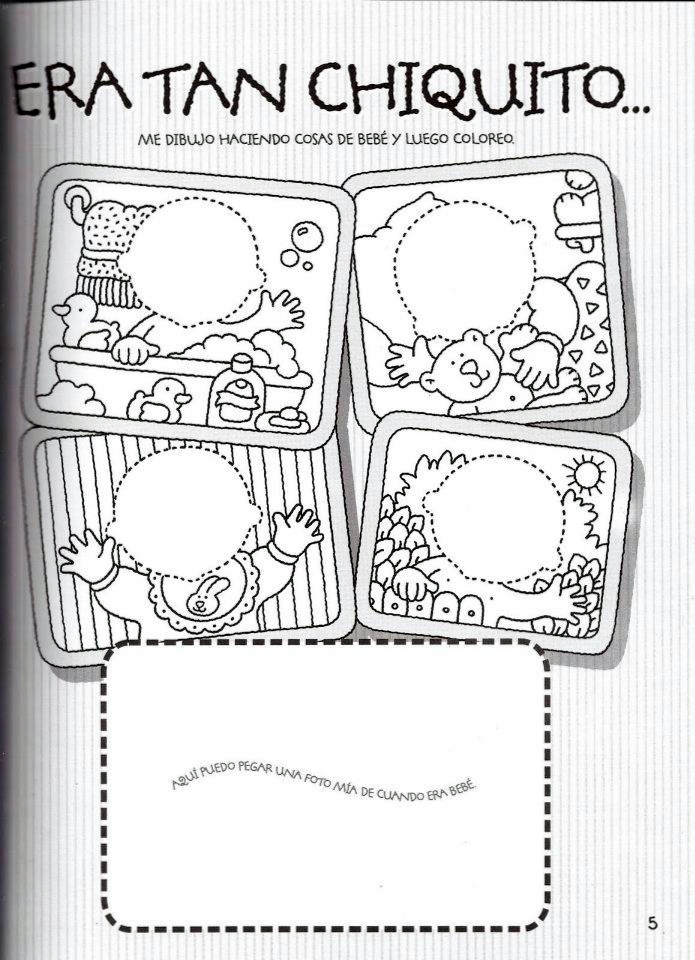 ERA TAN CHIQUITO...
ME DIBUJO HACIENDO COSAS DE BEBÉ Y LUEGO COLOREO.
AQUÍ PUEDO PEGAR UNA FOTO MÍA DE CUANDO ERA BEBÉ.
5